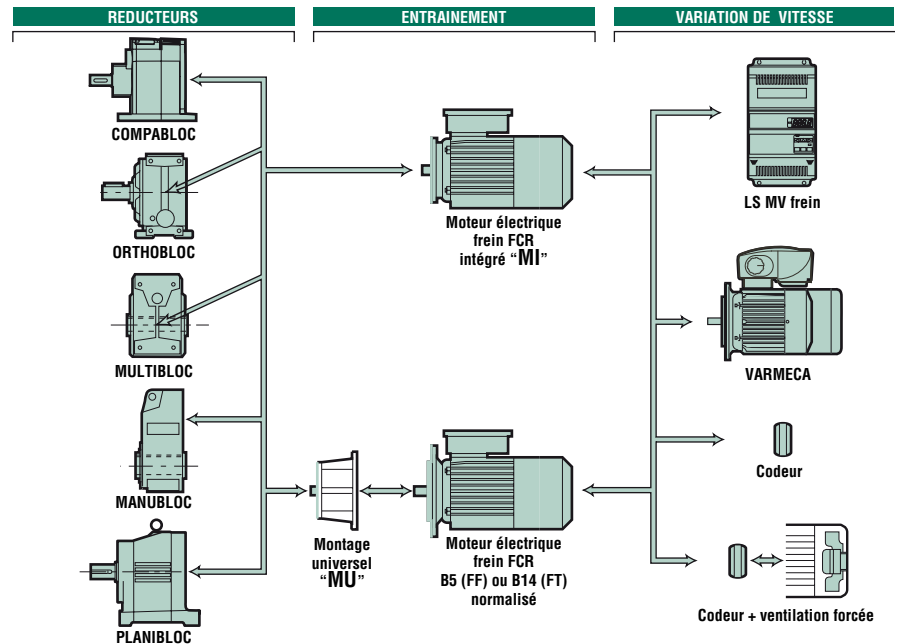 REDUCTEURS
ENTRAINEMENT
VARIATION DE VITESSE
COMPABLOC
ORTHOBLOC
MULTIBLOC
MANUBLOC
PLANIBLOC
Moteur électrique
frein FCR
intégré “MI”
Montage
universel
“MU”
Moteur électrique
frein FCR
B5 (FF) ou B14 (FT)
normalisé
LS MV frein
VARMECA
Codeur
Codeur + ventilation forcée